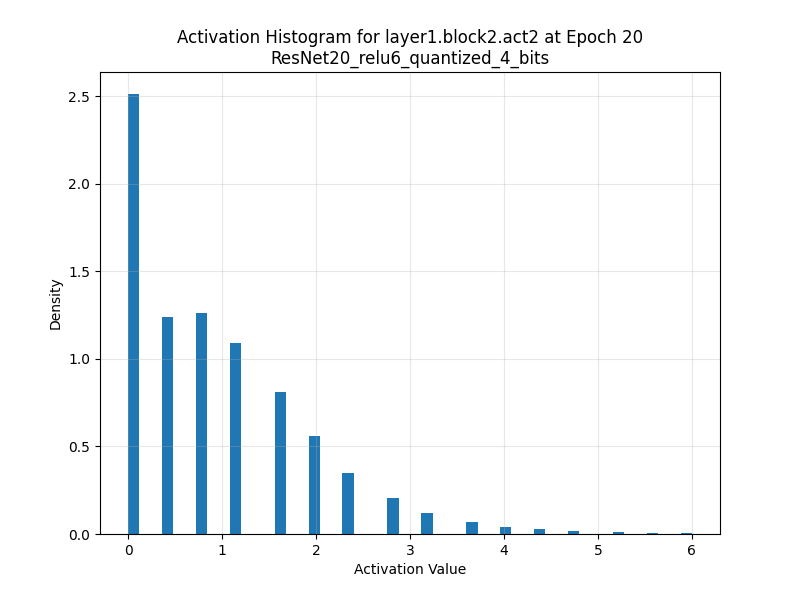 Activation Histogram for layer1.block2.act2 at Epoch 20
ResNet20_relu6_quantized_4_bits
2.5
2.0
1.5
1.0
0.5
0.0
Density
0 1 2 3 4 5 6
Activation Value